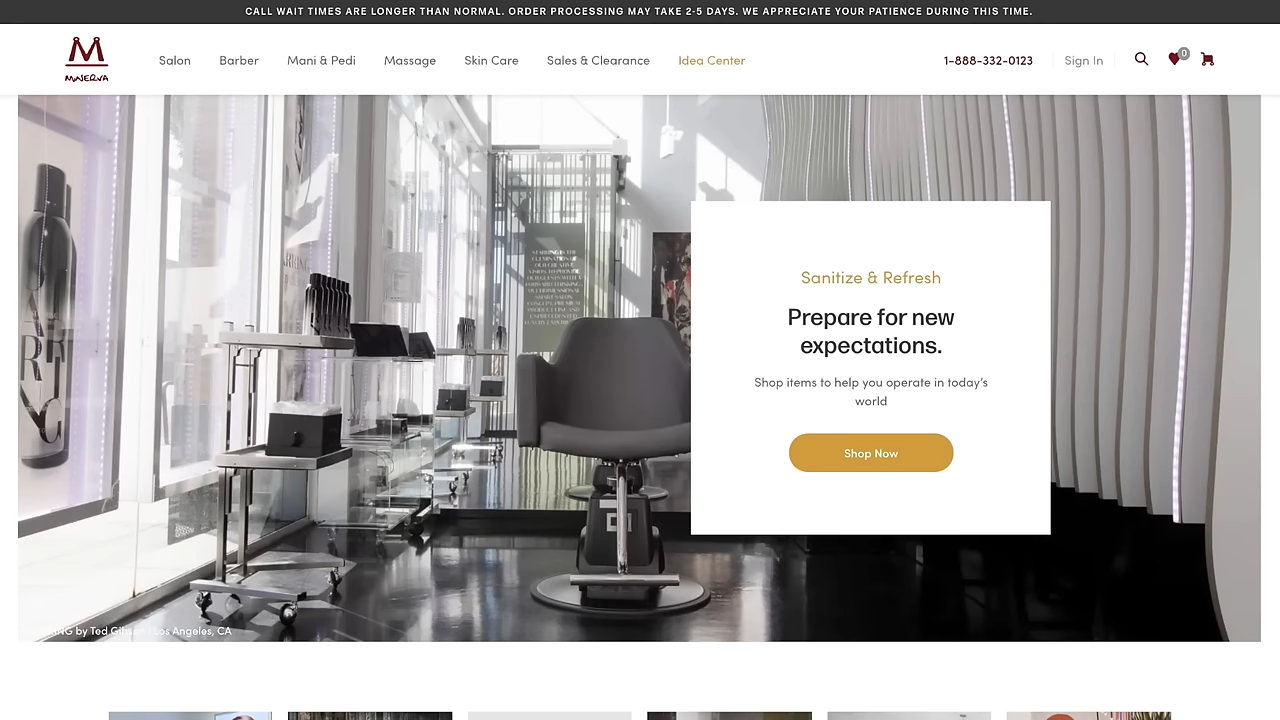 CALL WAIT TIMES ARE LONGER THAN NORMAL. ORDER PROCESSING MAY TAKE 2-5 DAYS. WE APPRECIATE YOUR PATIENCE DURING THIS TIME.
MINERVA
Salon
Barber
Mani & Pedi
Massage
Skin Care
Sales & Clearance
Idea Center
1-888-332-0123
Sign In
0
Sanitize & Refresh
Prepare for new
expectations.
Shop items to help you operate in today's
world
Shop Now
by Ted Gibson | Los Angeles, CA